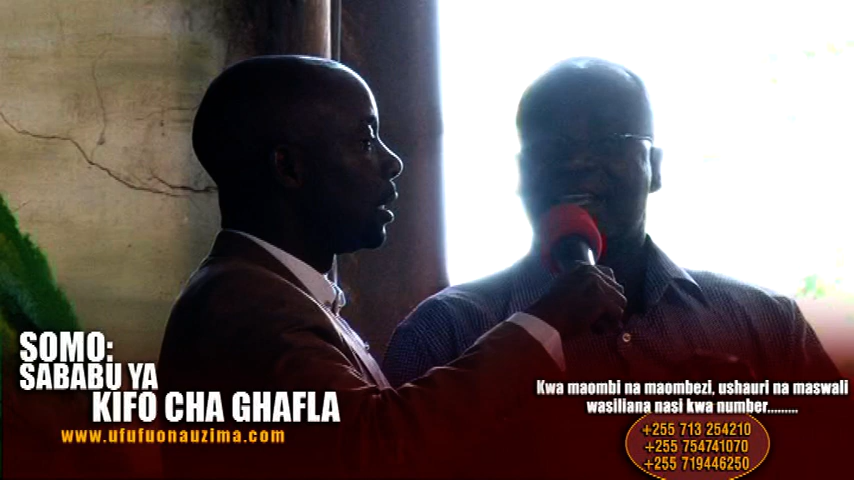 SOMO:
SABABU YA
KIFO CHA GHAFLA
www.ufufuonauzima.com
Kwa maombi na maombezi, ushauri na maswali
wasiliana nasi kwa number.........
+255 713 254210
+255 754741070
+255 719446250